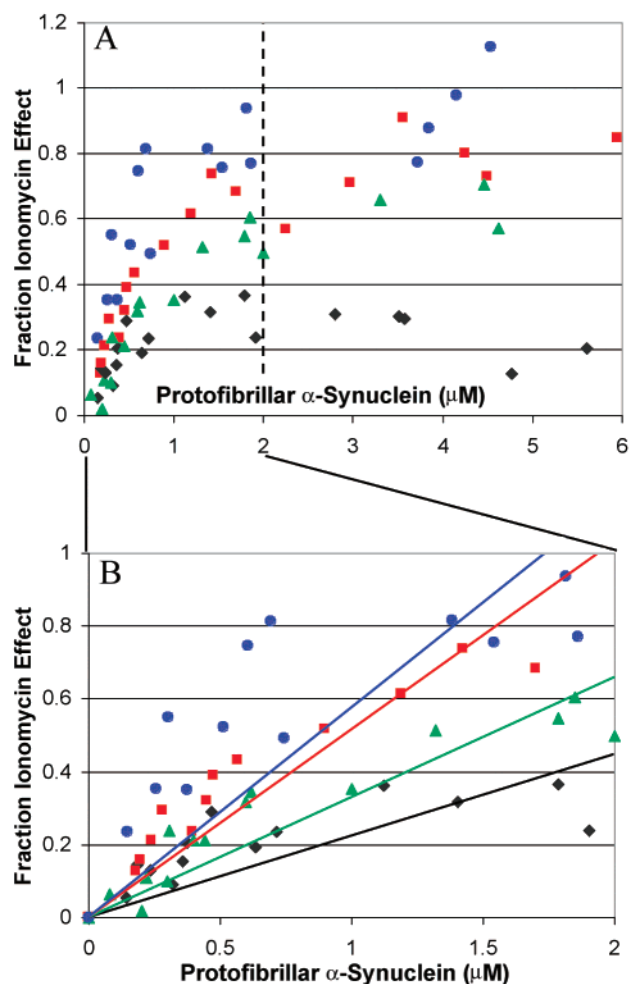 A
Fraction Ionomycin Effect
1.2
1
0.8
0.6
0.4
0.2
0
Protofibrillar α-Synuclein (μM)
0 1 2 3 4 5 6
B
Fraction Ionomycin Effect
1
0.8
0.6
0.4
0.2
0
0 0.5 1 1.5 2
Protofibrillar α-Synuclein (μM)